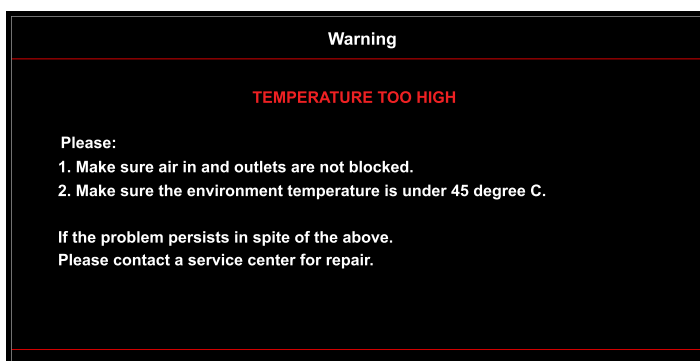 Warning
TEMPERATURE TOO HIGH
Please:
1. Make sure air in and outlets are not blocked.
2. Make sure the environment temperature is under 45 degree C.
If the problem persists in spite of the above.
Please contact a service center for repair.